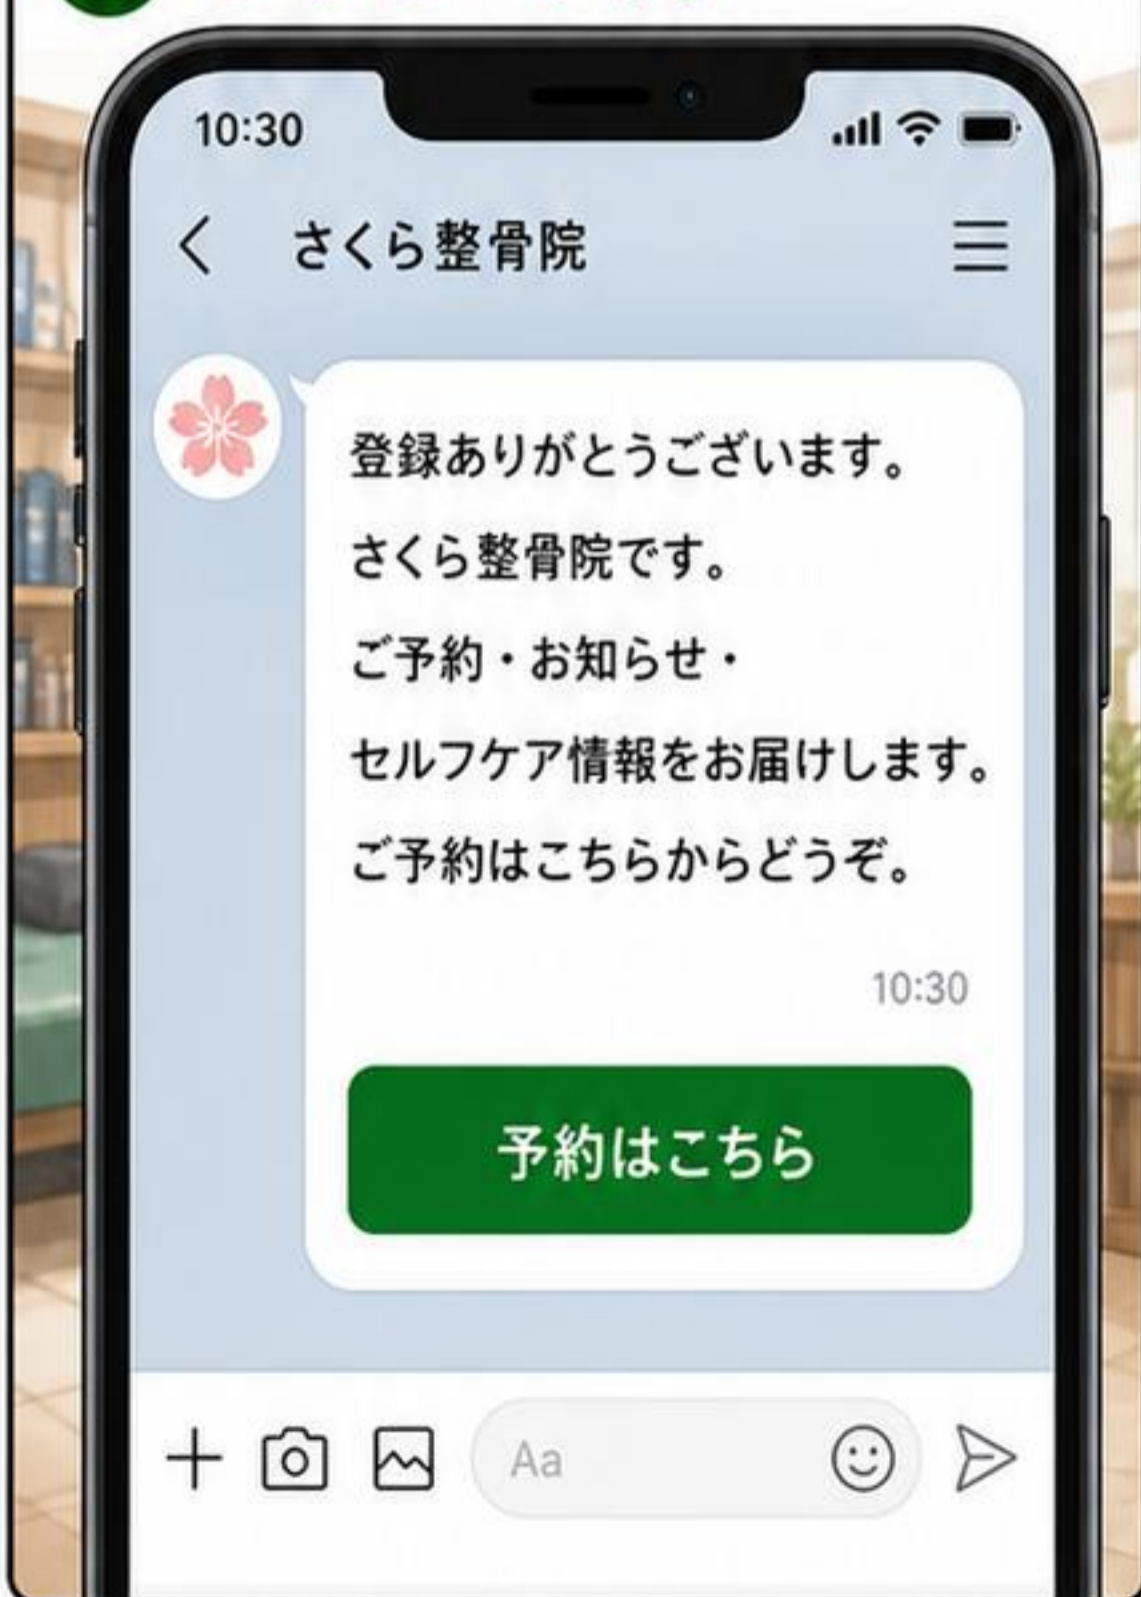 10:30
さくら整骨院
登録ありがとうございます。
さくら整骨院です。
ご予約・お知らせ・
セルフケア情報をお届けします。
ご予約はこちらからどうぞ。
10:30
予約はこちら
Aa